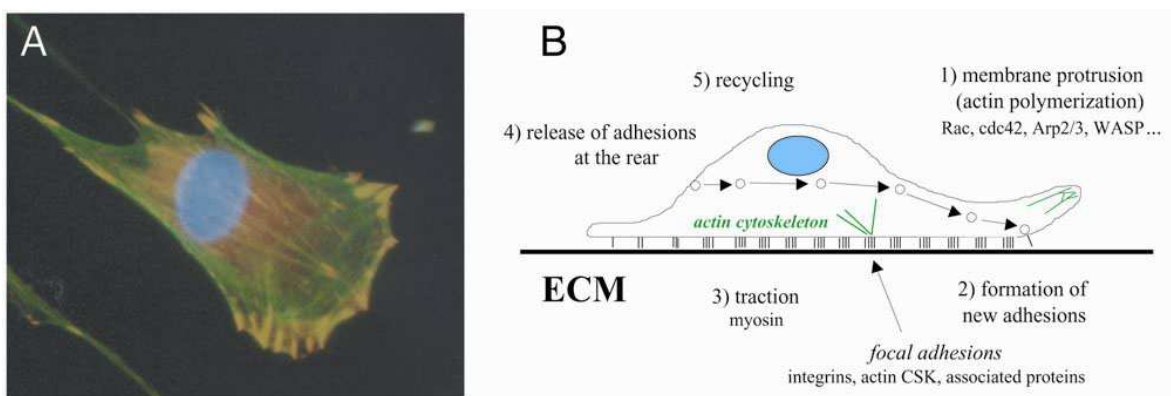 A
B
5) recycling
1) membrane protrusion
(actin polymerization)
Rac, cdc42, Arp2/3, WASP...
4) release of adhesions
at the rear
actin cytoskeleton
ECM
3) traction
myosin
2) formation of
new adhesions
focal adhesions
integrins, actin CSK, associated proteins